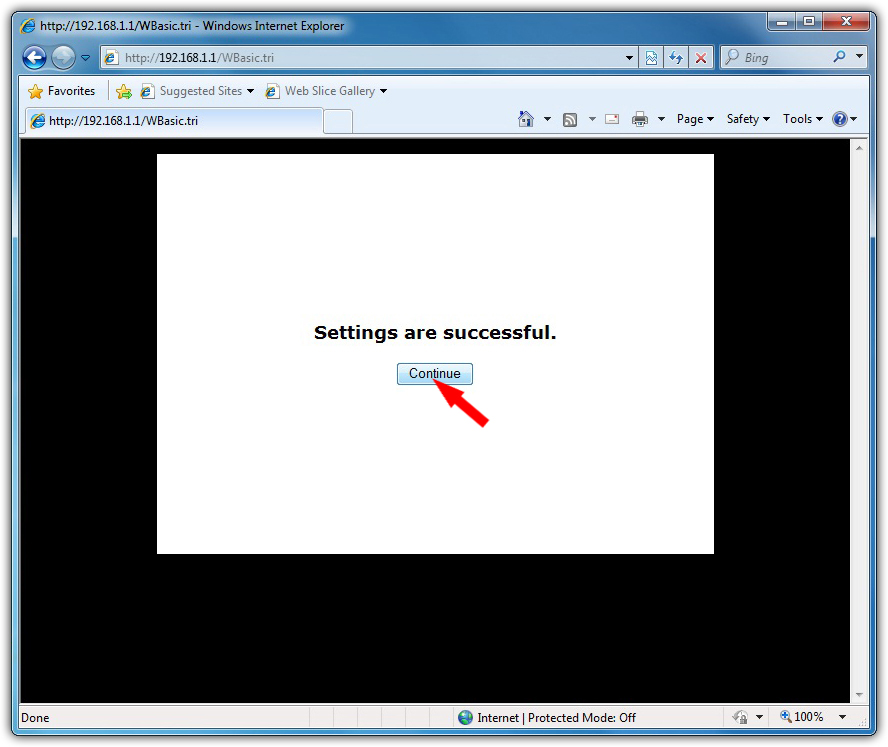 http://192.168.1.1/WBasic.tri - Windows Internet Explorer
http://192.168.1.1/WBasic.tri
Bing
Favorites Suggested Sites Web Slice Gallery
http://192.168.1.1/WBasic.tri Page Safety Tools
Settings are successful.
Continue
Done Internet | Protected Mode: Off 100%